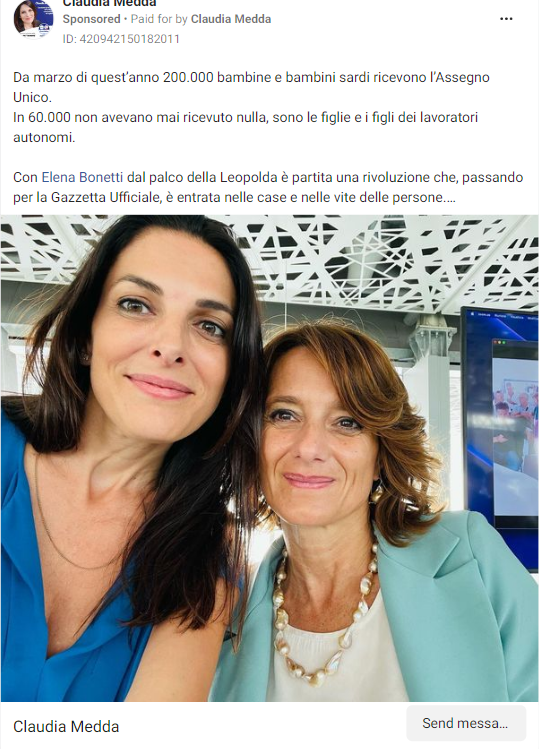 Claudia Medda
Sponsored • Paid for by Claudia Medda
ID: 420942150182011
Da marzo di quest'anno 200.000 bambine e bambini sardi ricevono l'Assegno
Unico.
In 60.000 non avevano mai ricevuto nulla, sono le figlie e i figli dei lavoratori
autonomi.
Con Elena Bonetti dal palco della Leopolda è partita una rivoluzione che, passando
per la Gazzetta Ufficiale, è entrata nelle case e nelle vite delle persone....
Claudia Medda
Send messa...